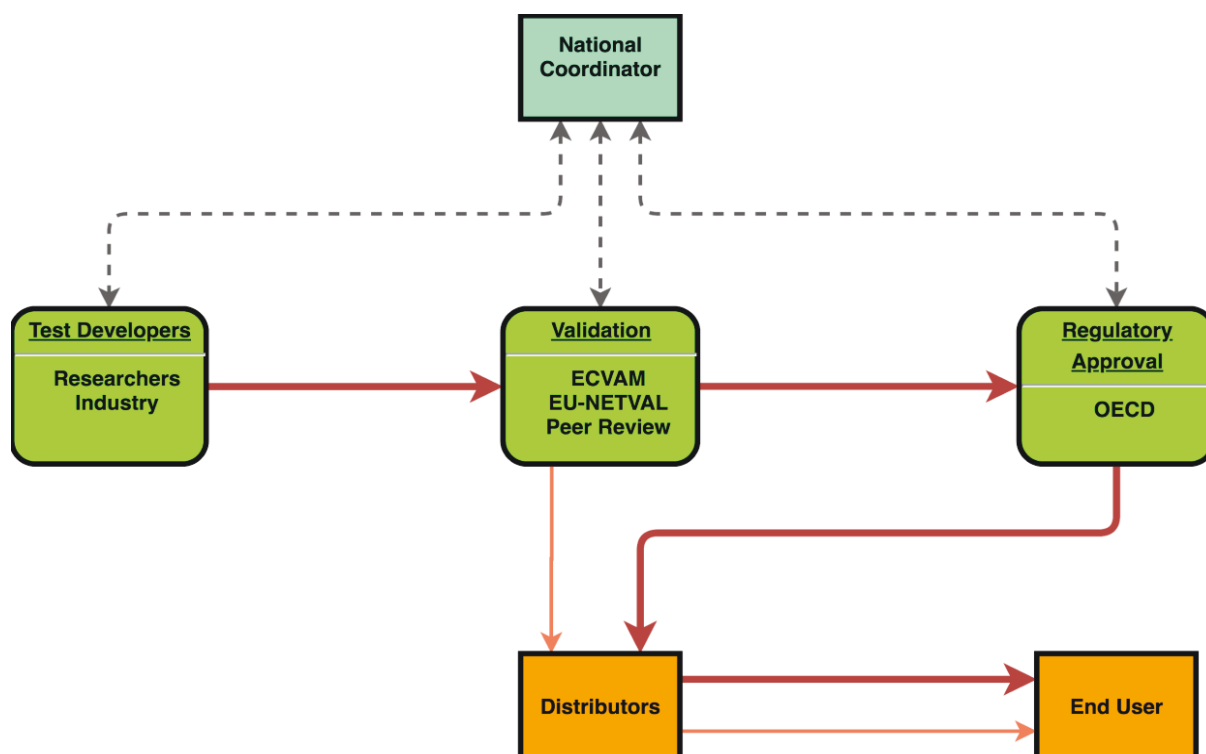 National
Coordinator
Test Developers
Researchers
Industry
Validation
ECVAM
EU-NETVAL
Peer Review
Regulatory
Approval
OECD
Distributors
End User